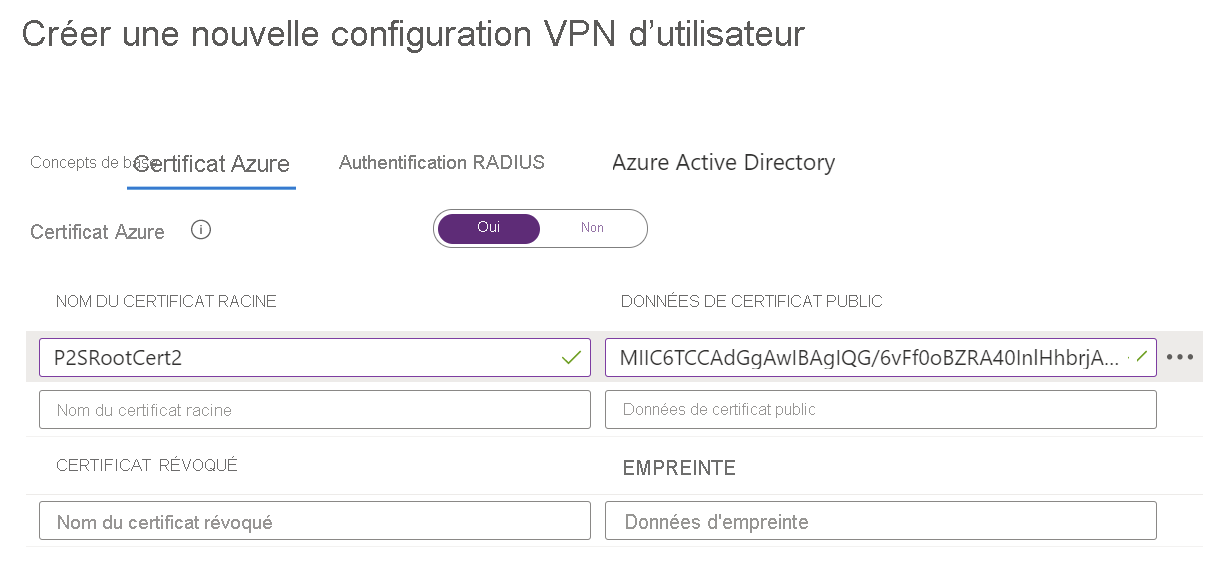 Créer une nouvelle configuration VPN d’utilisateur
Concepts de base Certificat Azure Authentification RADIUS Azure Active Directory
Certificat Azure Oui Non
NOM DU CERTIFICAT RACINE DONNÉES DE CERTIFICAT PUBLIC
P2SRootCert2 MIIC6TCCAdGgAwIBAgIQG/6vFf0oBZRA40InlHhbrjA...
Nom du certificat racine Données de certificat public
CERTIFICAT RÉVOQUÉ EMPREINTE
Nom du certificat révoqué Données d'empreinte